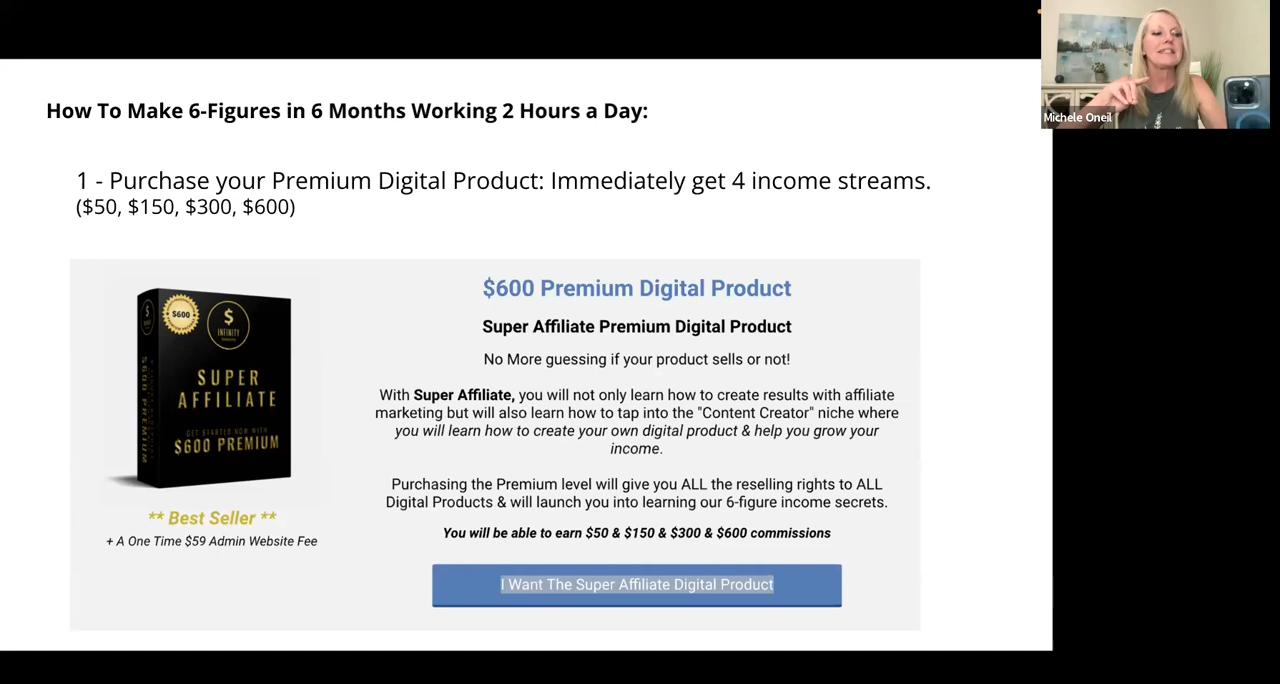 Michele Oneil
How To Make 6-Figures in 6 Months Working 2 Hours a Day:
1 - Purchase your Premium Digital Product: Immediately get 4 income streams.
($50, $150, $300, $600)
$600
$
INFINITY
SUPER
AFFILIATE
GET STARTED NOW WITH
$600 PREMIUM
** Best Seller **
+ A One Time $59 Admin Website Fee
$600 Premium Digital Product
Super Affiliate Premium Digital Product
No More guessing if your product sells or not!
With Super Affiliate, you will not only learn how to create results with affiliate
marketing but will also learn how to tap into the "Content Creator" niche where
you will learn how to create your own digital product & help you grow your
income.
Purchasing the Premium level will give you ALL the reselling rights to ALL
Digital Products & will launch you into learning our 6-figure income secrets.
You will be able to earn $50 & $150 & $300 & $600 commissions
I Want The Super Affiliate Digital Product